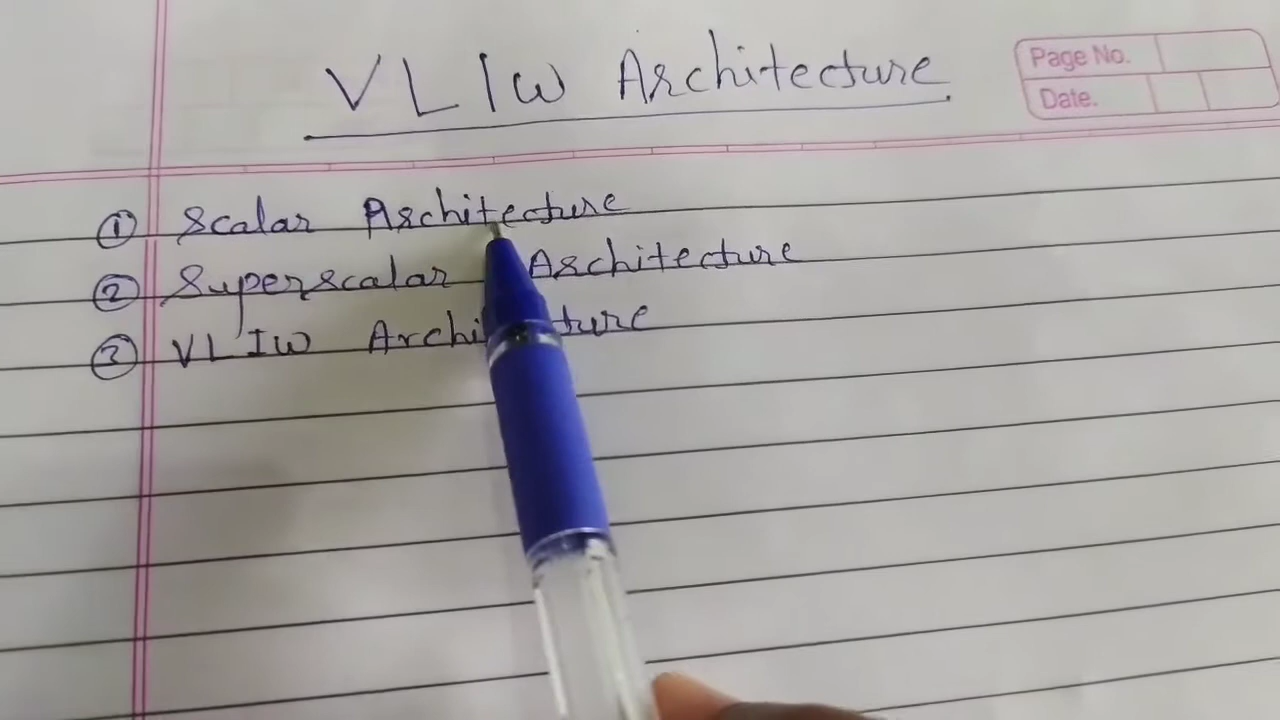 VLIW Architecture
Page No.
Date.
① Scalar Architecture
② Superscalar Architecture
③ VLIW Archi ture